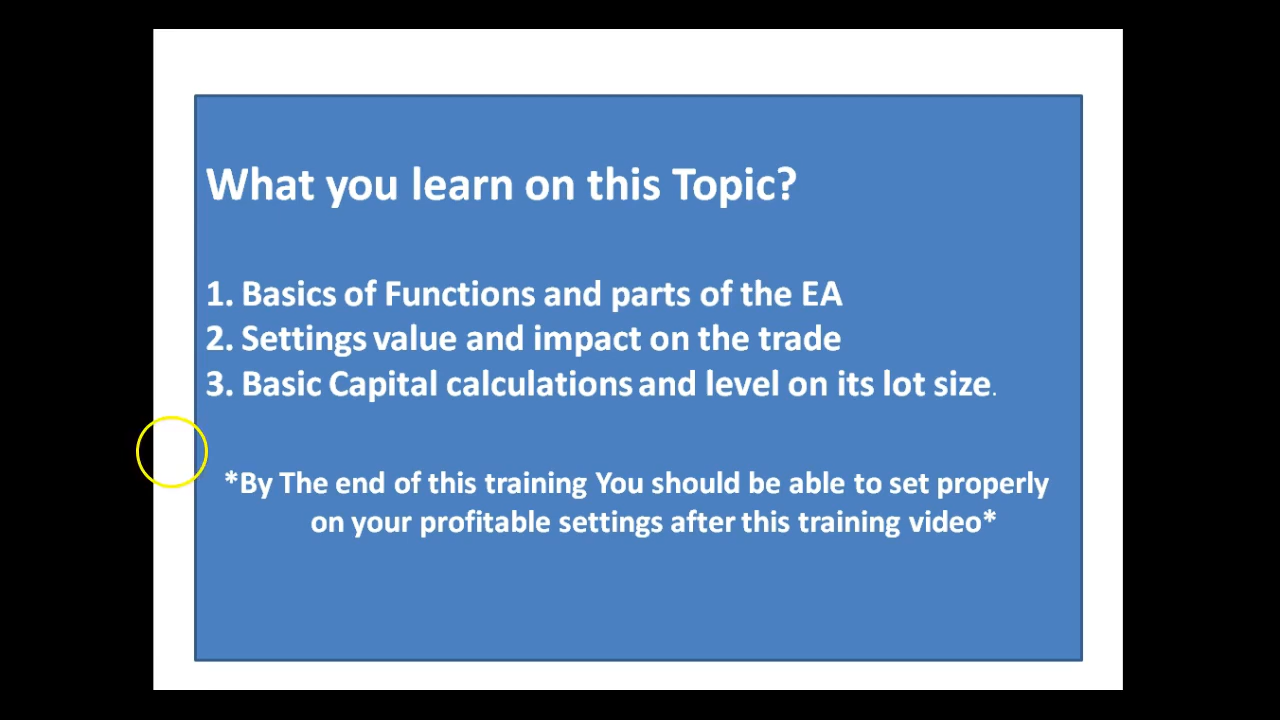 What you learn on this Topic?
1. Basics of Functions and parts of the EA
2. Settings value and impact on the trade
3. Basic Capital calculations and level on its lot size.
*By The end of this training You should be able to set properly
on your profitable settings after this training video*